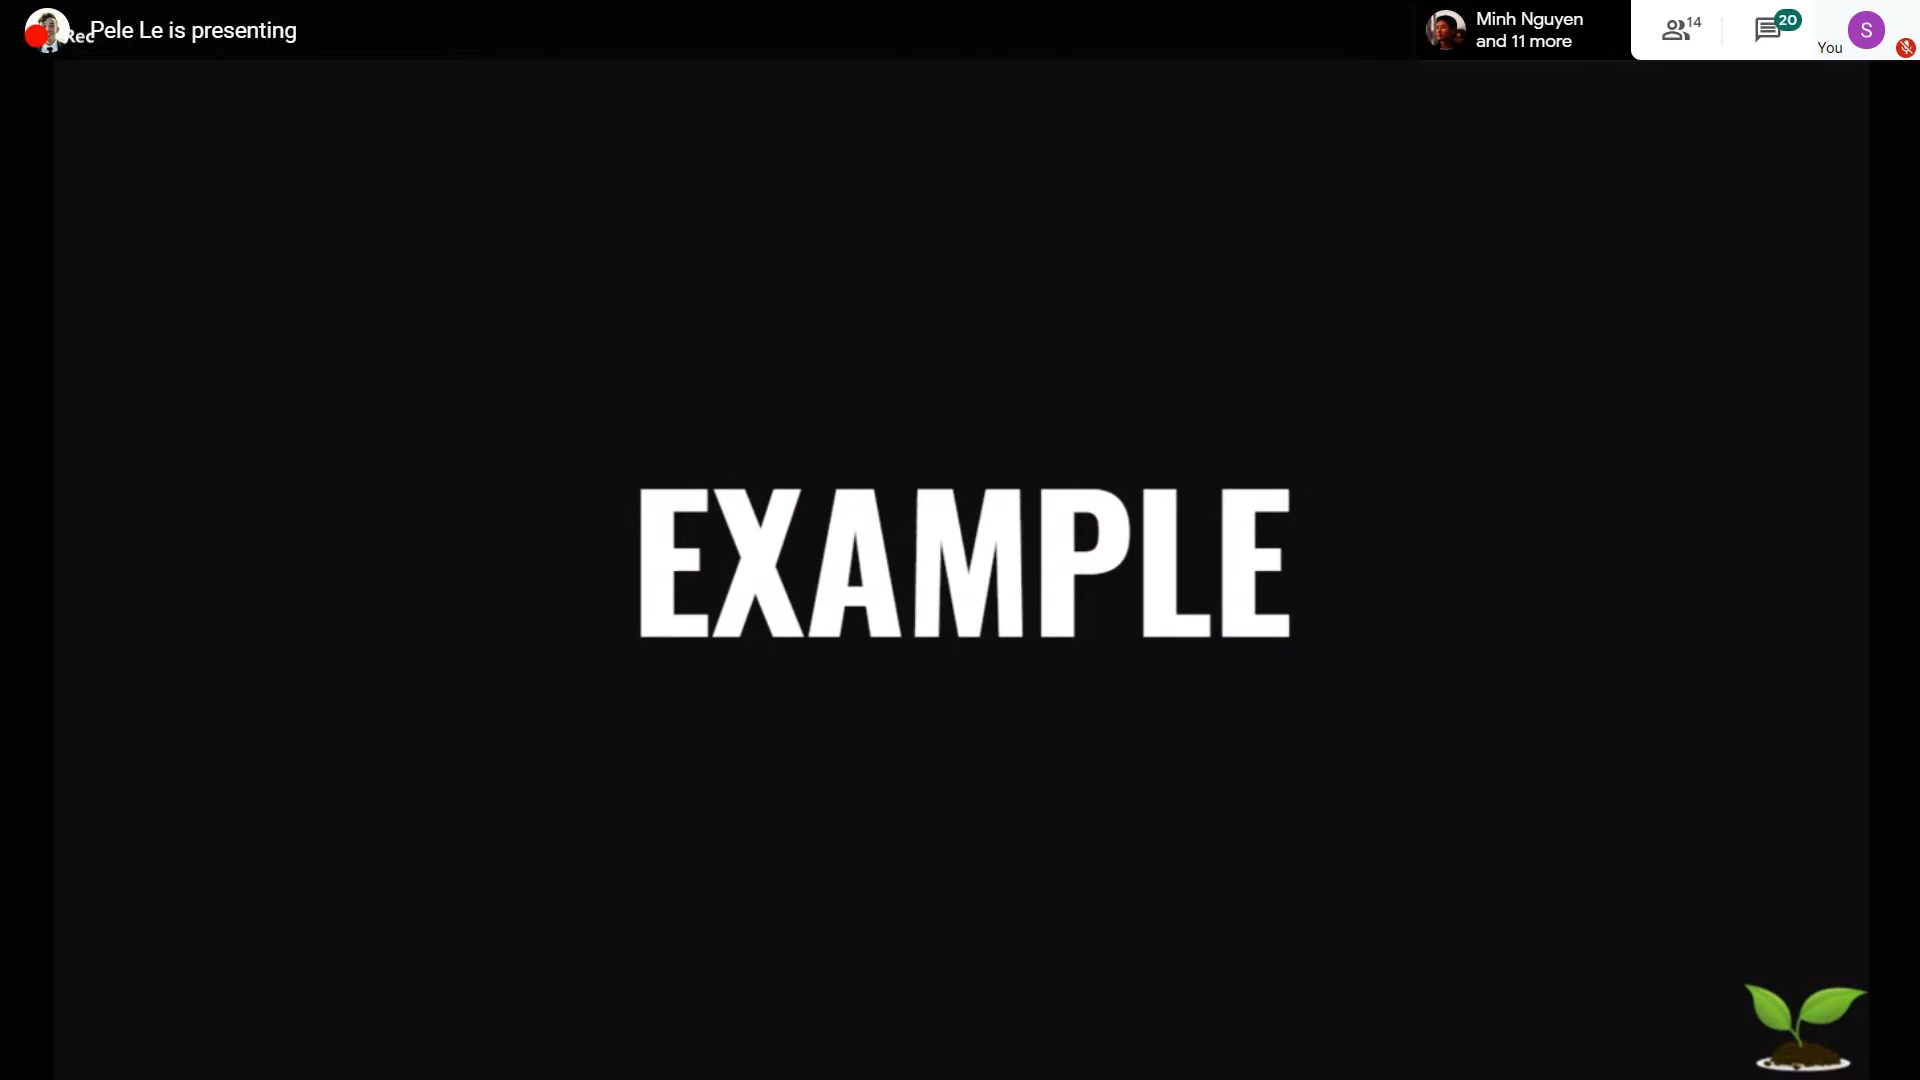 Rec
Pele Le is presenting
Minh Nguyen
and 11 more
14
20
You
S
EXAMPLE